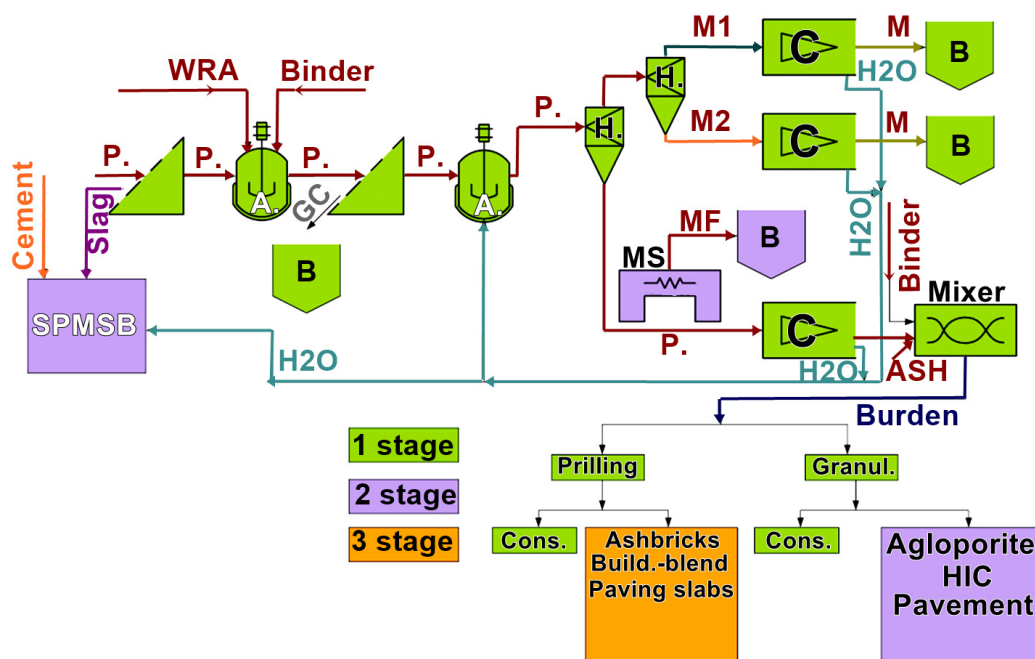 M1
M
C
B
H2O
WRA
Binder
H.
P.
H.
M2
M
C
B
H2O
P.
P.
P.
P.
A.
A.
GC
Cement
Slag
B
SPMSB
H2O
MF
MS
B
P.
C
H2O
Binder
Mixer
ASH
Burden
1 stage
2 stage
3 stage
Prilling
Granul.
Cons.
Ashbricks
Build.-blend
Paving slabs
Cons.
Agloporite
HIC
Pavement